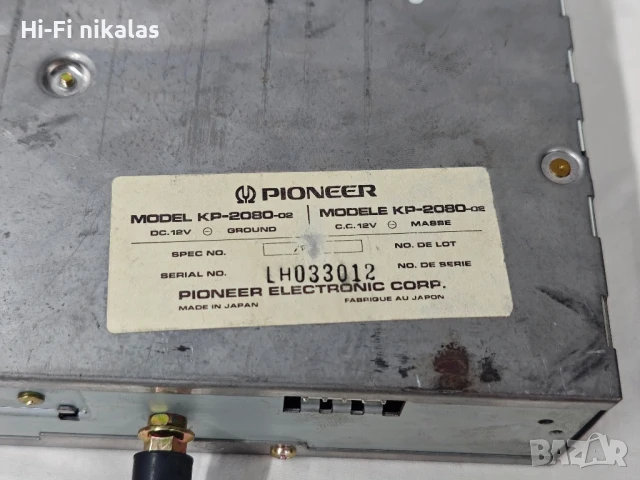 Hi-Fi nikalas
PIONEER
MODEL KP-2080-02 MODELE KP-2080-02
DC.12V ⊖ GROUND C.C.12V ⊖ MASSE
SPEC NO. NO. DE LOT
SERIAL NO. LH033012 NO. DE SERIE
PIONEER ELECTRONIC CORP.
MADE IN JAPAN FABRIQUE AU JAPON
BAZAR